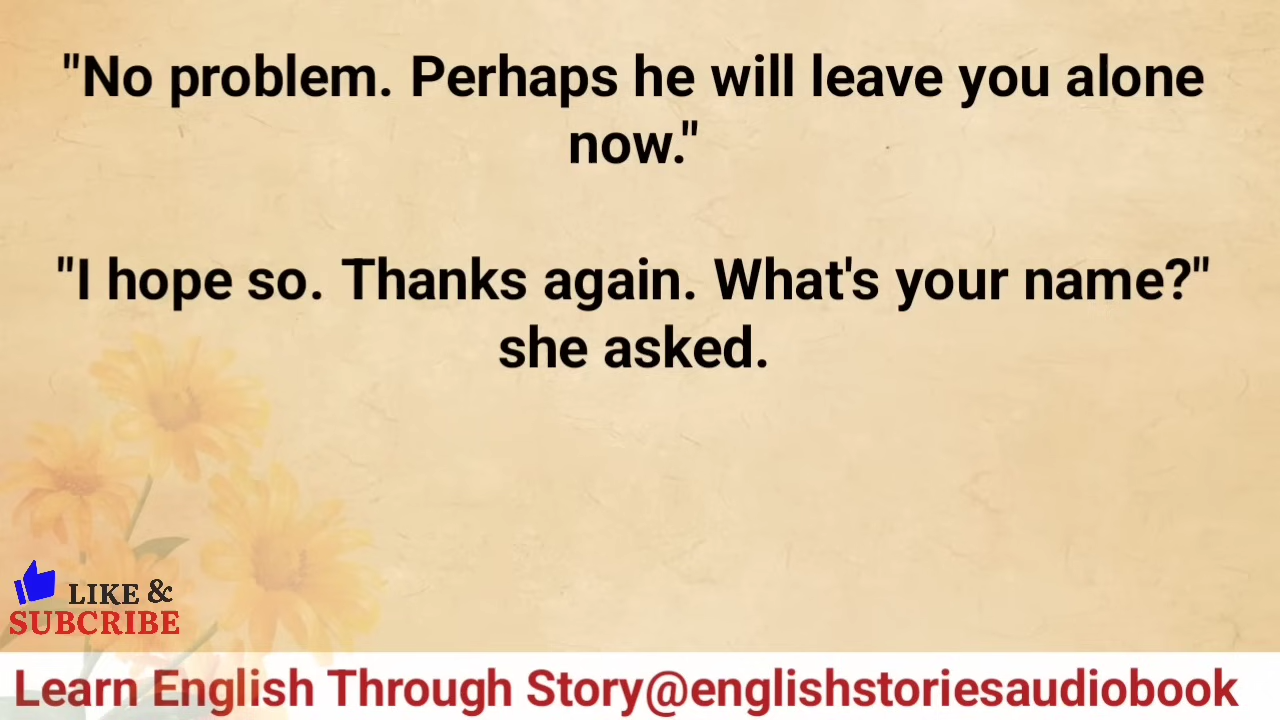 "No problem. Perhaps he will leave you alone
now."
"I hope so. Thanks again. What's your name?"
she asked.
LIKE &
SUBCRIBE
Learn English Through Story@englishstoriesaudiobook